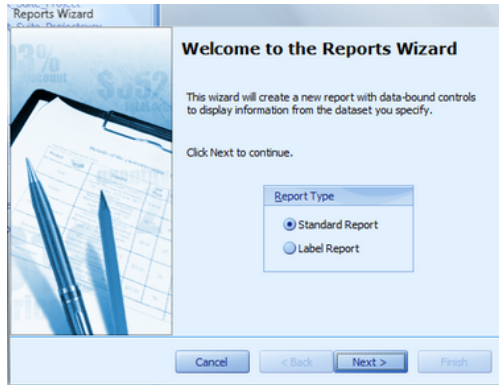 Reports Wizard
Welcome to the Reports Wizard
This wizard will create a new report with data-bound controls
to display information from the dataset you specify.
Click Next to continue.
Report Type
Standard Report
Label Report
Cancel
< Back
Next >
Finish